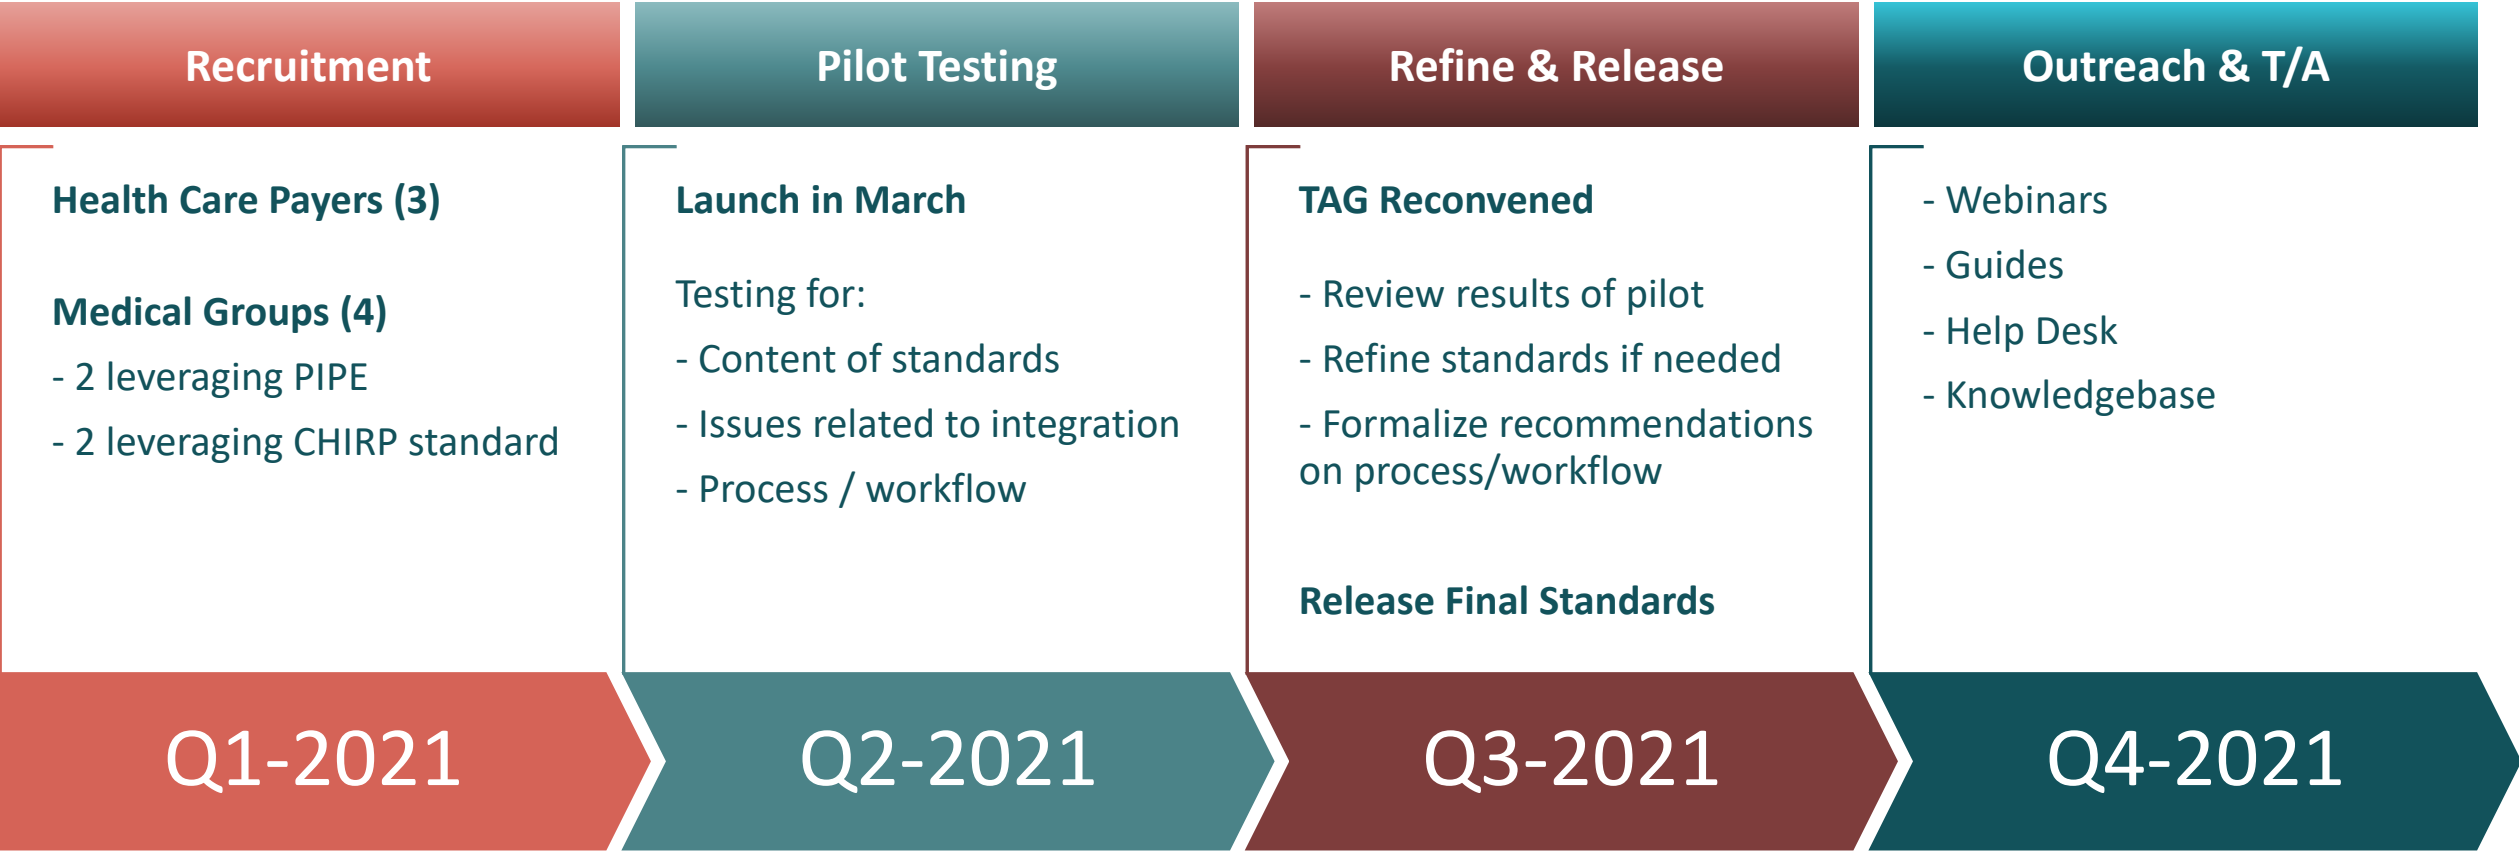 Recruitment
Health Care Payers (3)
Medical Groups (4)
- 2 leveraging PIPE
- 2 leveraging CHIRP standard
Q1-2021
Pilot Testing
Launch in March
Testing for:
- Content of standards
- Issues related to integration
- Process / workflow
Q2-2021
Refine & Release
TAG Reconvened
- Review results of pilot
- Refine standards if needed
- Formalize recommendations
on process/workflow
Release Final Standards
Q3-2021
Outreach & T/A
- Webinars
- Guides
- Help Desk
- Knowledgebase
Q4-2021